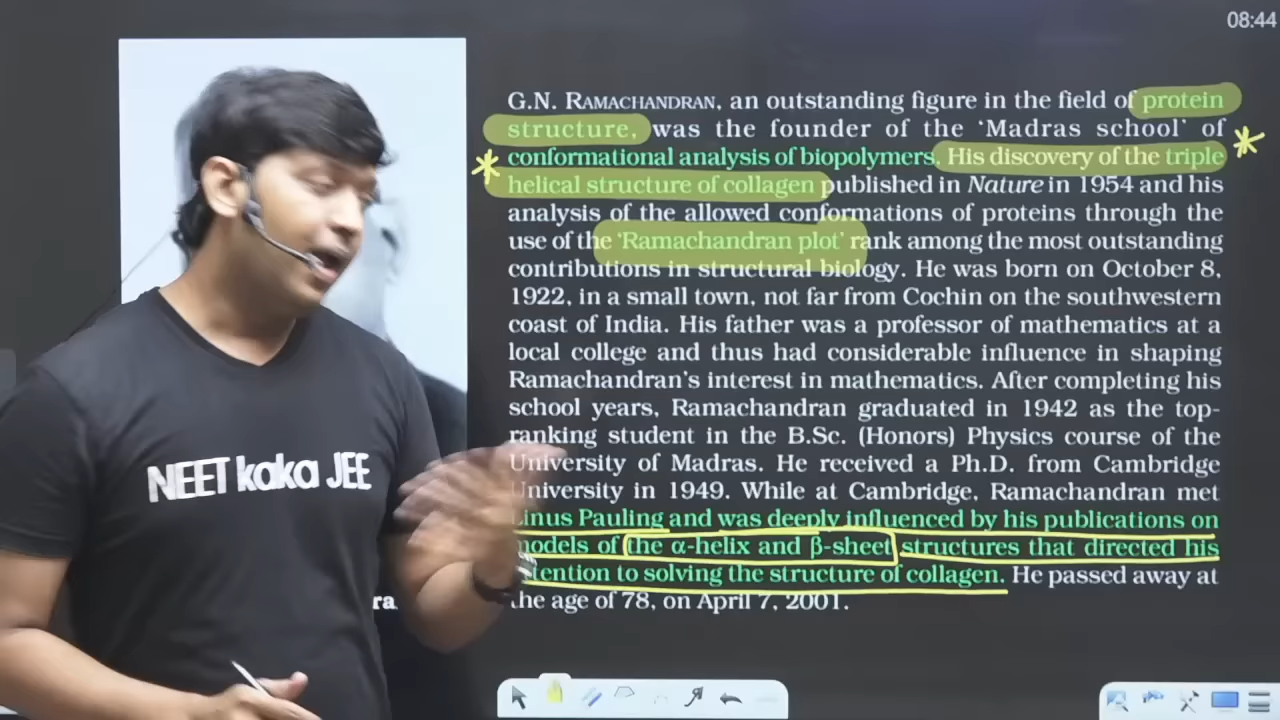 08:44
G.N. RAMACHANDRAN, an outstanding figure in the field of protein
structure, was the founder of the ‘Madras school’ of
conformational analysis of biopolymers. His discovery of the triple
helical structure of collagen published in Nature in 1954 and his
analysis of the allowed conformations of proteins through the
use of the ‘Ramachandran plot’ rank among the most outstanding
contributions in structural biology. He was born on October 8,
1922, in a small town, not far from Cochin on the southwestern
coast of India. His father was a professor of mathematics at a
local college and thus had considerable influence in shaping
Ramachandran’s interest in mathematics. After completing his
school years, Ramachandran graduated in 1942 as the top-
ranking student in the B.Sc. (Honors) Physics course of the
University of Madras. He received a Ph.D. from Cambridge
University in 1949. While at Cambridge, Ramachandran met
Linus Pauling and was deeply influenced by his publications on
models of the α-helix and β-sheet structures that directed his
attention to solving the structure of collagen. He passed away at
the age of 78, on April 7, 2001.
NEET kaka JEE